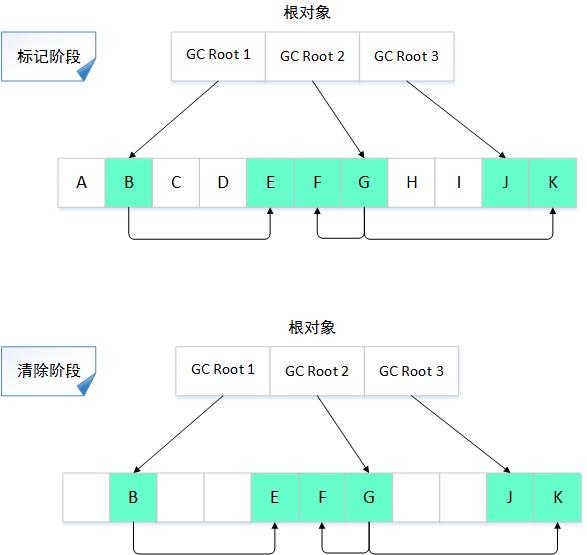 根对象
标记阶段
GC Root 1 GC Root 2 GC Root 3
A B C D E F G H I J K
根对象
清除阶段
GC Root 1 GC Root 2 GC Root 3
B E F G J K